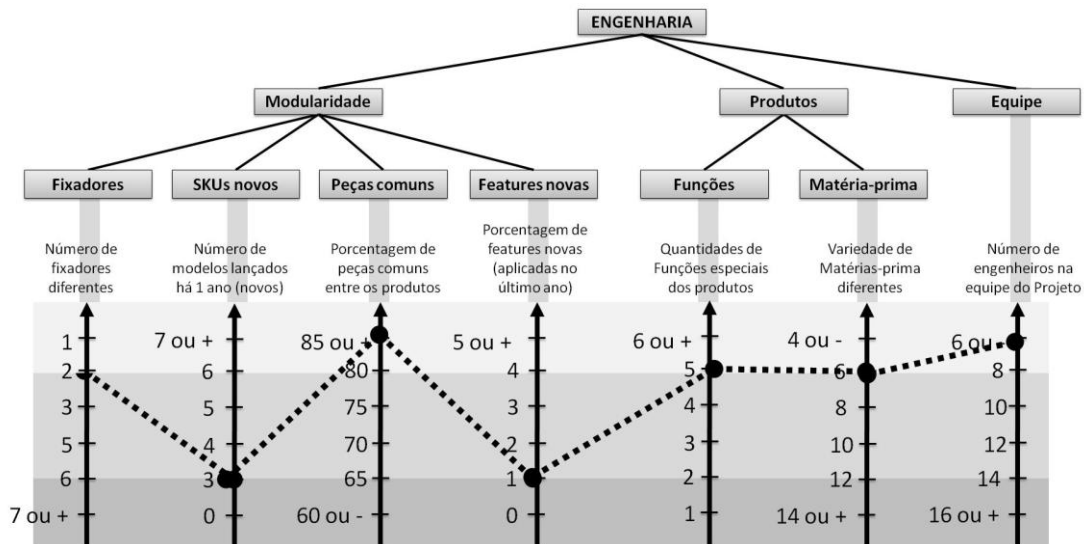 ENGENHARIA
Modularidade
Produtos
Equipe
Fixadores
SKUs novos
Peças comuns
Features novas
Funções
Matéria-prima
Número de
fixadores
diferentes
Número de
modelos lançados
há 1 ano (novos)
Porcentagem de
peças comuns
entre os produtos
Porcentagem de
features novas
(aplicadas no
último ano)
Quantidades de
Funções especiais
dos produtos
Variedade de
Matérias-prima
diferentes
Número de
engenheiros na
equipe do Projeto
1
2
3
5
6
7 ou +
7 ou +
6
5
4
3
0
85 ou +
80
75
70
65
60 ou -
5 ou +
4
3
2
1
0
6 ou +
5
4
3
2
1
4 ou -
6
8
10
12
14 ou +
6 ou
8
10
12
14
16 ou +